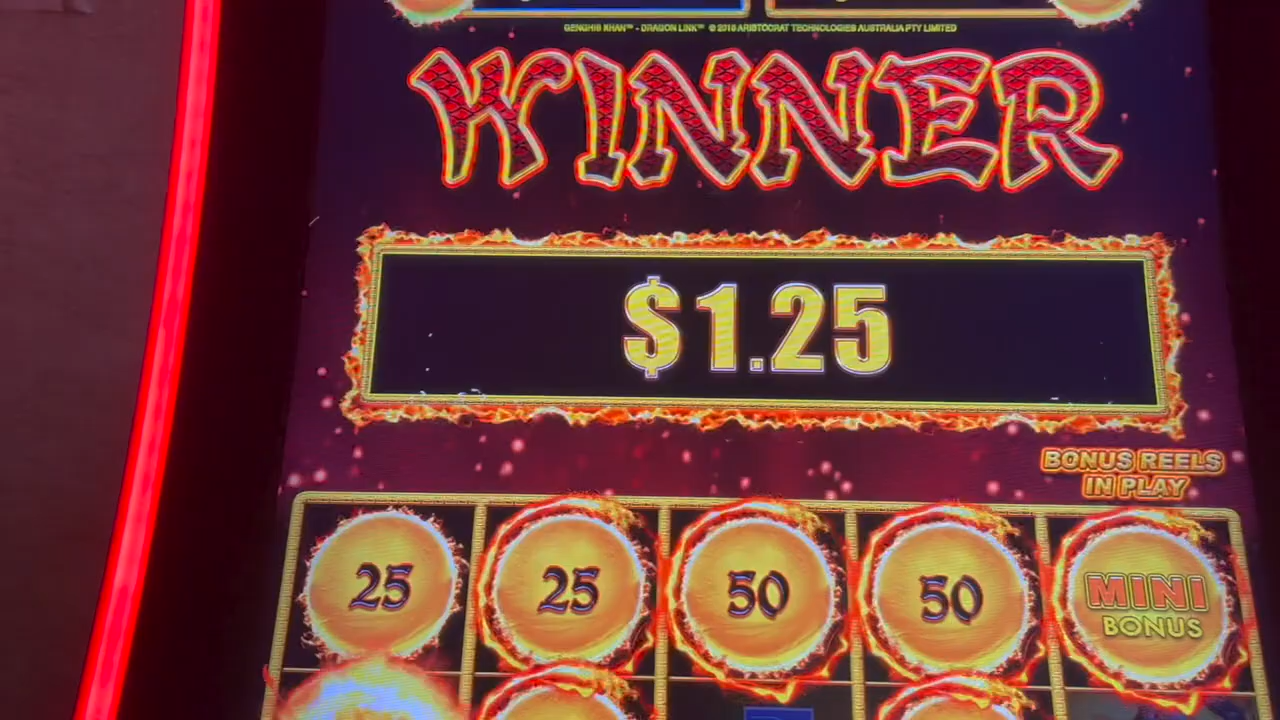 GENGHIS KHAN™ - DRAGON LINK™ © 2016 ARISTOCRAT TECHNOLOGIES AUSTRALIA PTY LIMITED
WINNER
$1.25
BONUS REELS
IN PLAY
25 25 50 50 MINI
BONUS